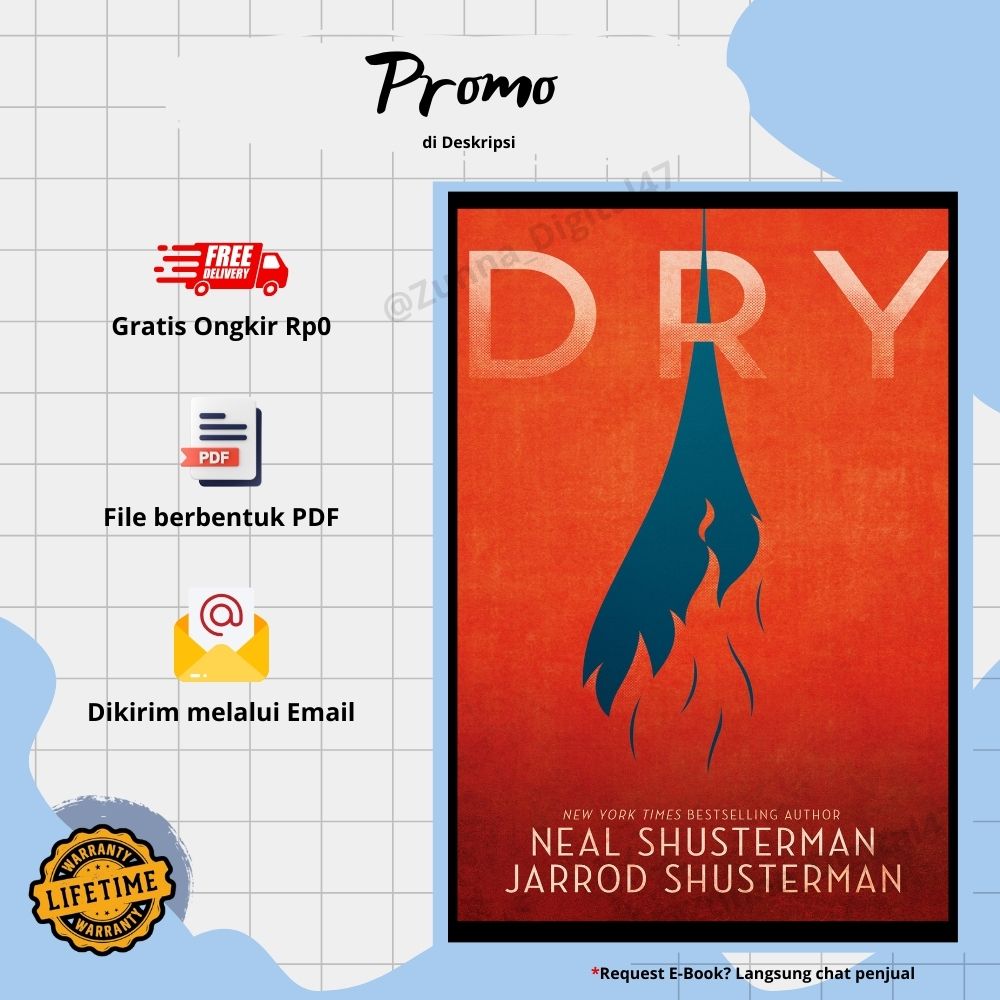 Promo
di Deskripsi
FREE
DELIVERY
Gratis Ongkir Rp0
PDF
File berbentuk PDF
@
Dikirim melalui Email
WARRANTY
LIFETIME
WARRANTY
@Zunna_Digital47
DRY
NEW YORK TIMES BESTSELLING AUTHOR
NEAL SHUSTERMAN
JARROD SHUSTERMAN
*Request E-Book? Langsung chat penjual